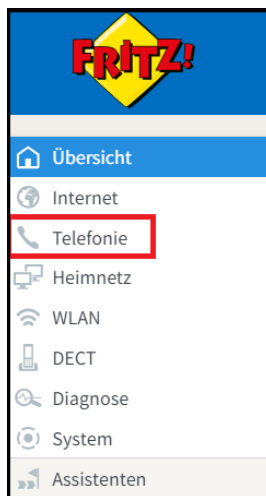 FRITZ!
Übersicht
Internet
Telefonie
Heimnetz
WLAN
DECT
Diagnose
System
Assistenten